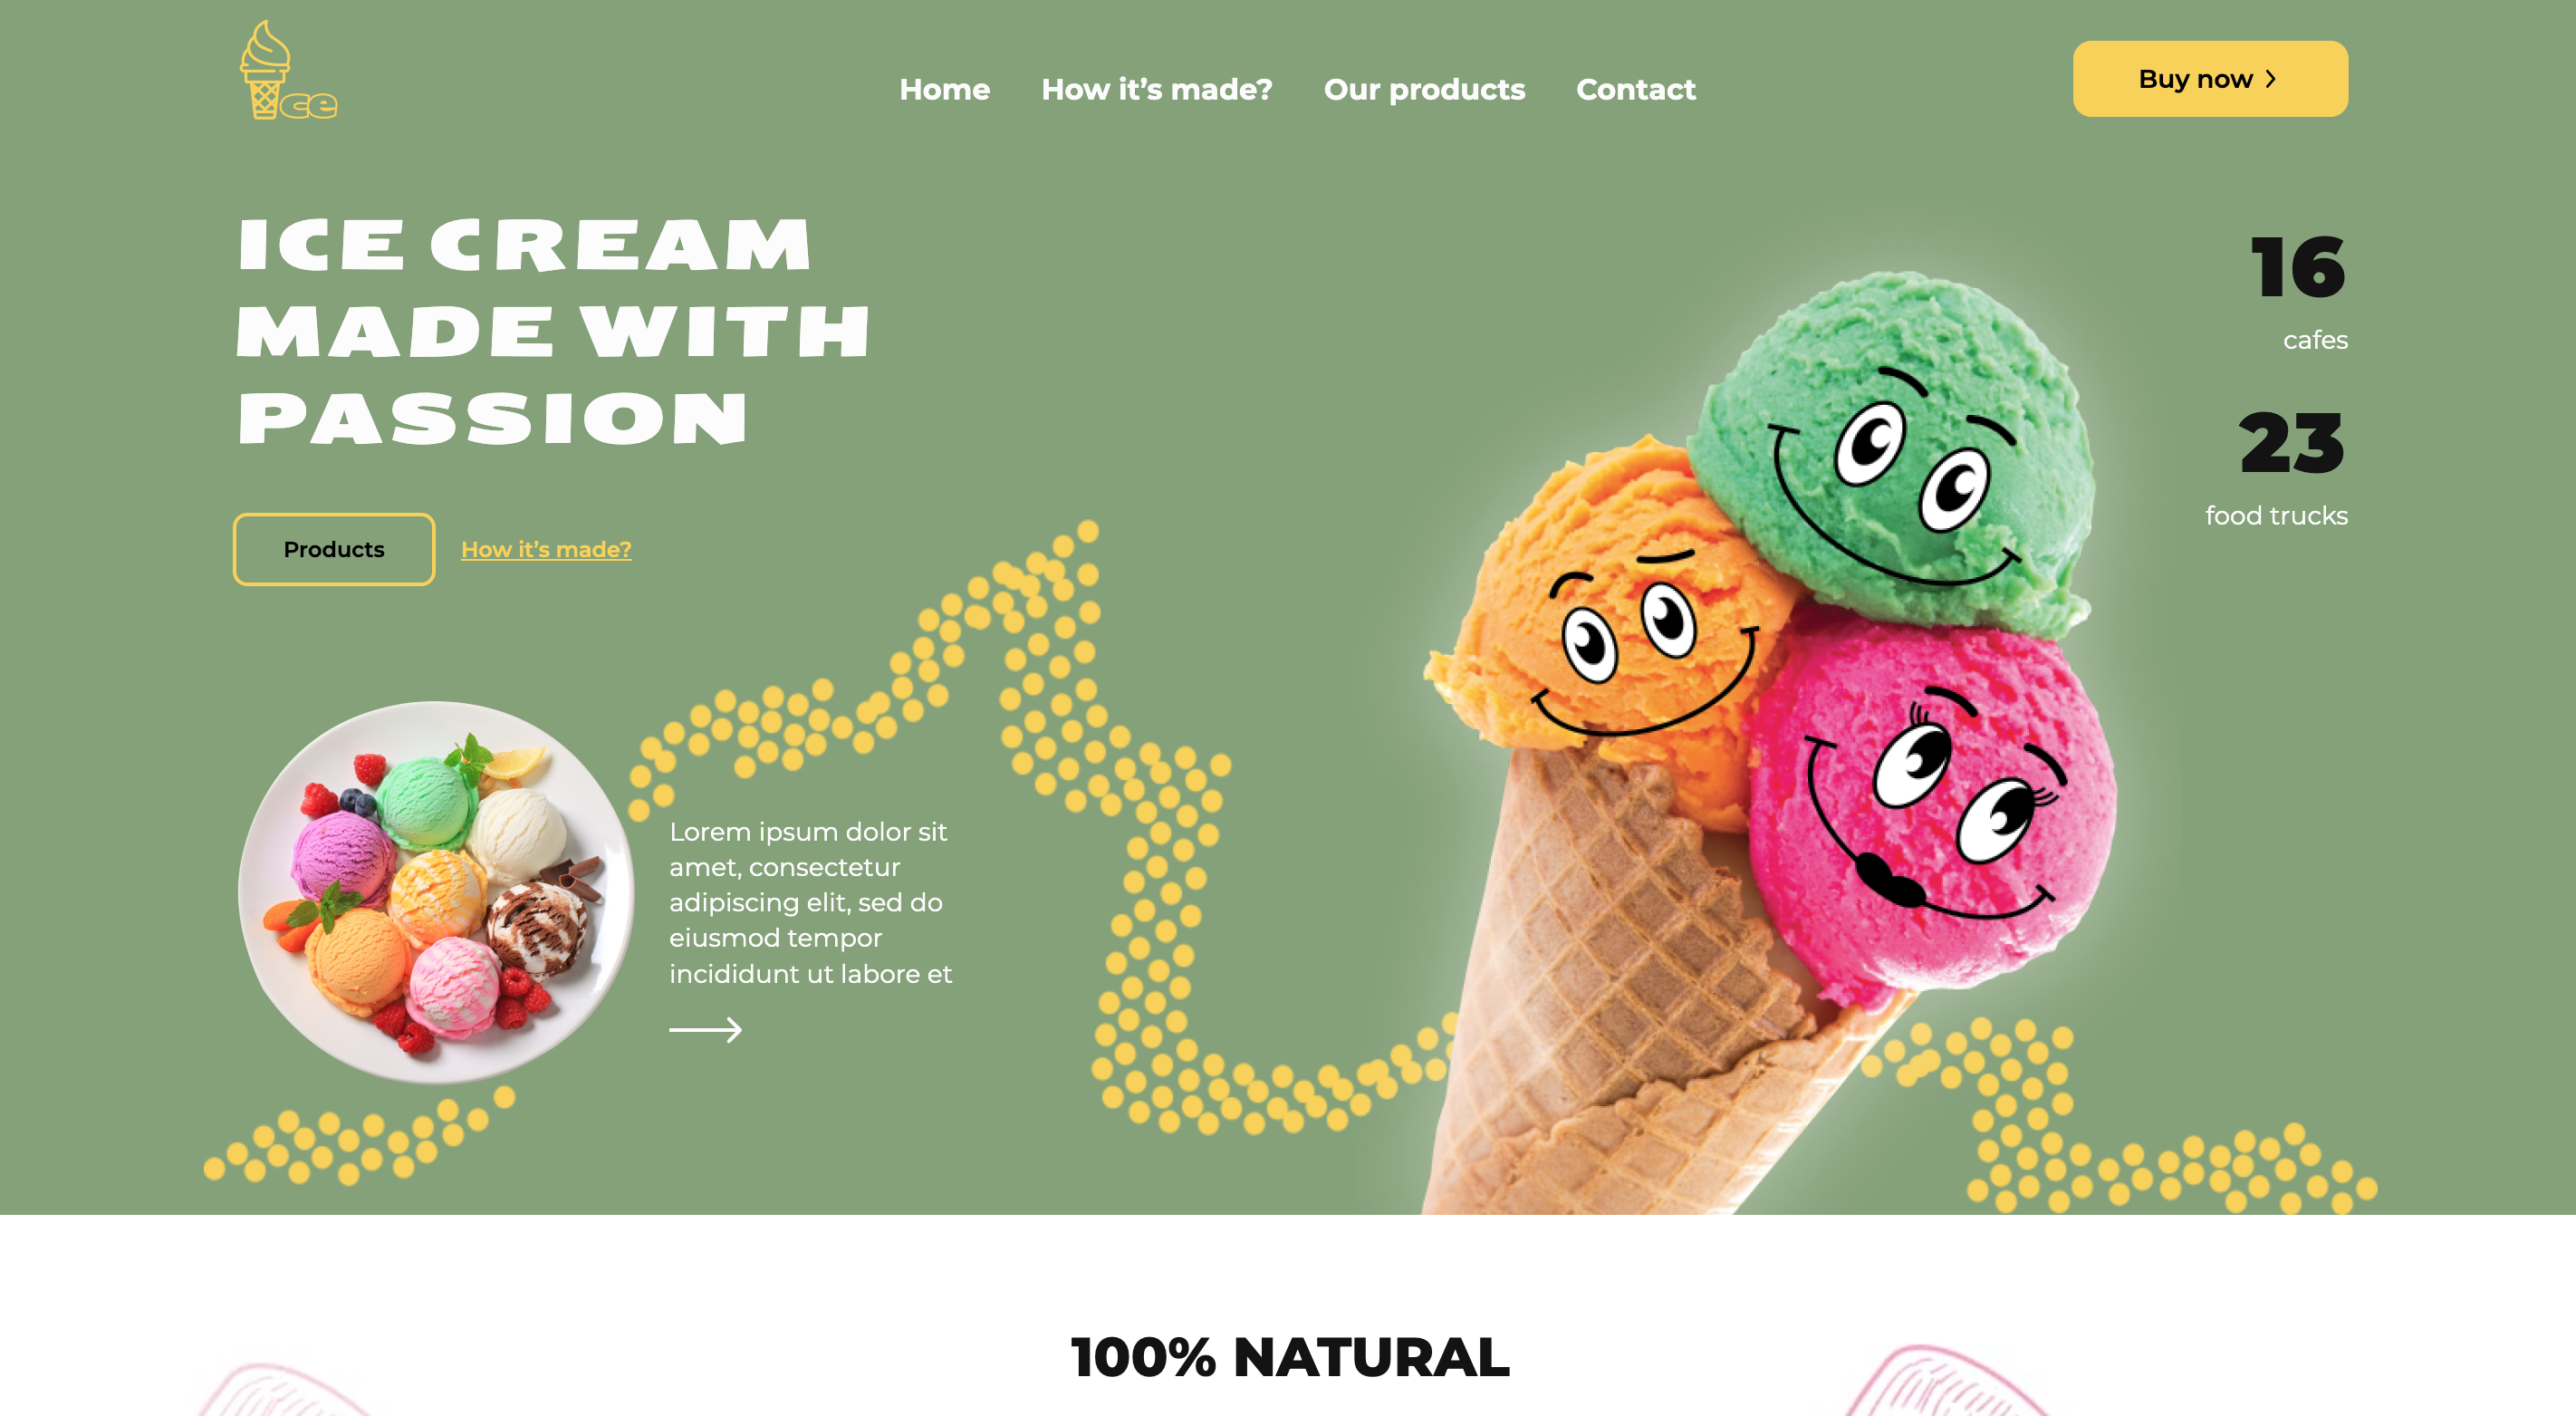 ce
Home
How it’s made?
Our products
Contact
Buy now
ICE CREAM
MADE WITH
PASSION
16
cafes
23
food trucks
Products
How it’s made?
Lorem ipsum dolor sit
amet, consectetur
adipiscing elit, sed do
eiusmod tempor
incididunt ut labore et
100% NATURAL